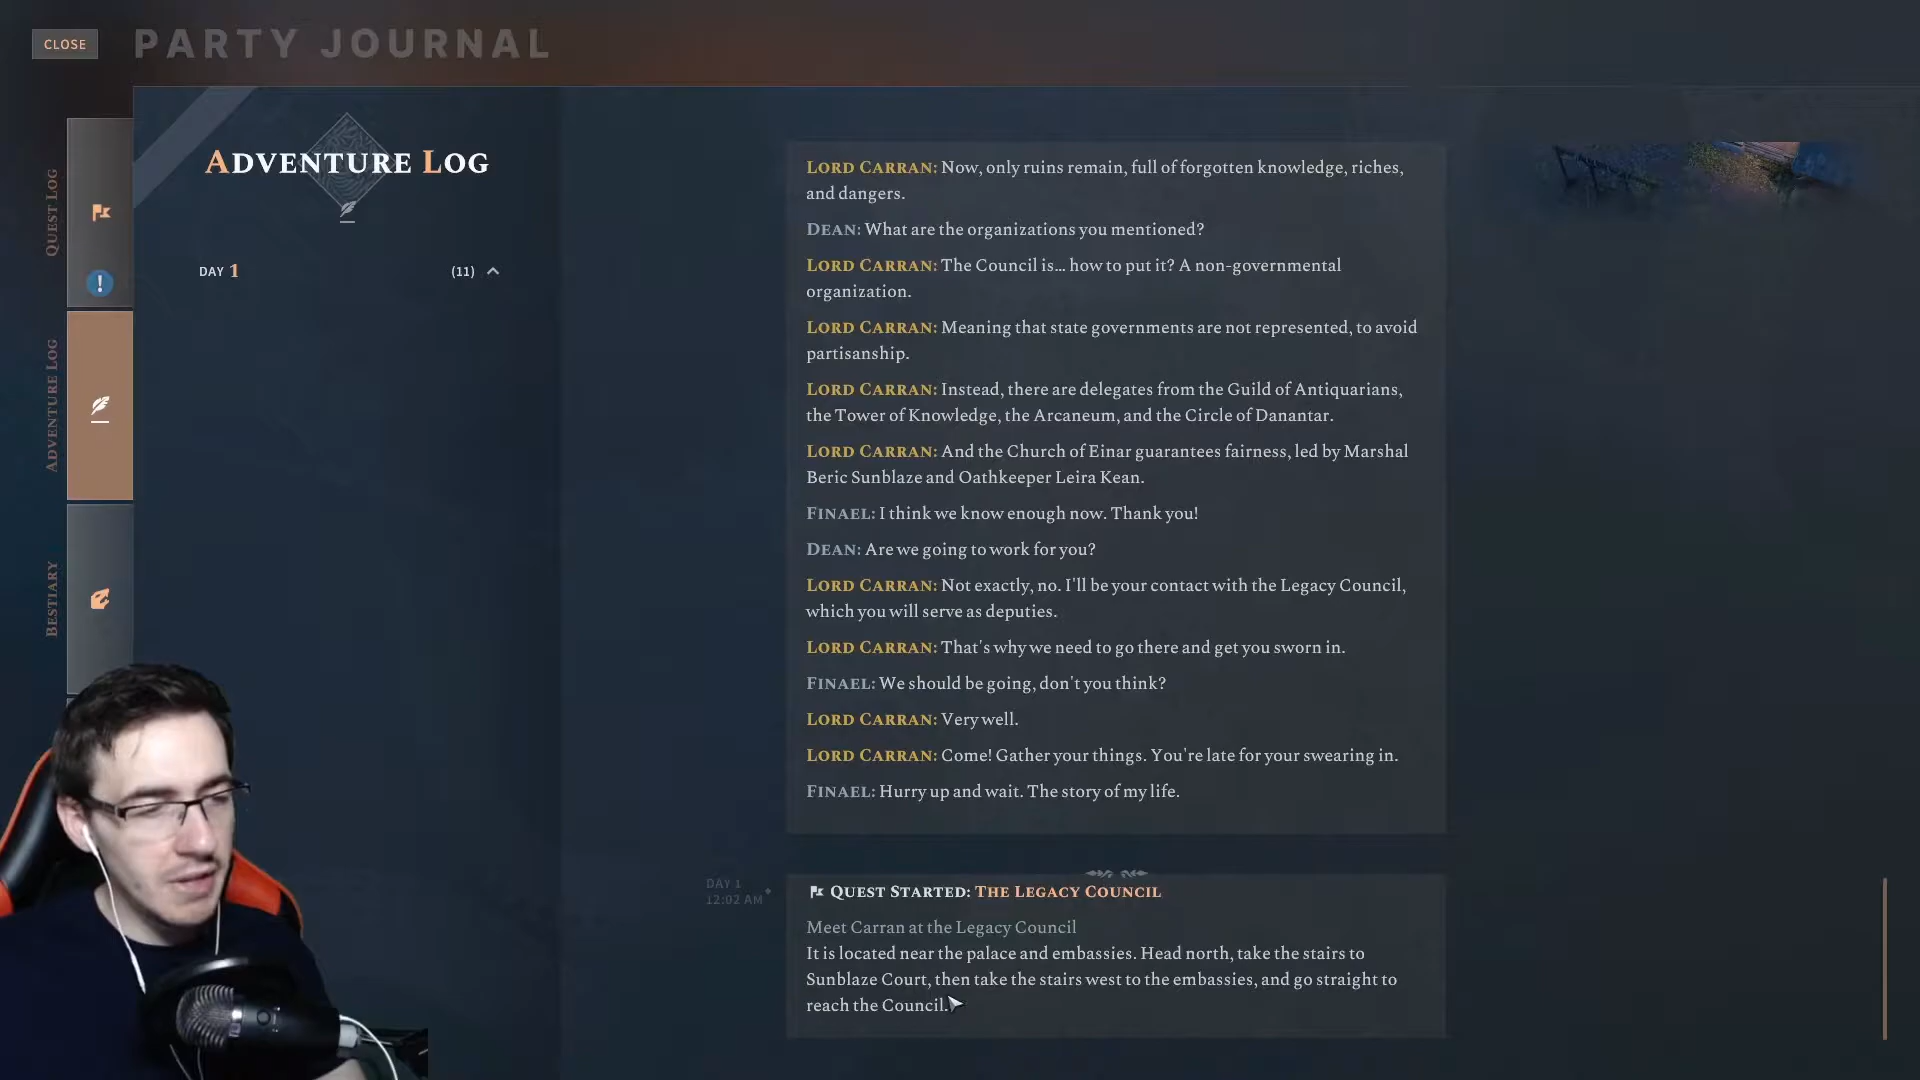 CLOSE
PARTY JOURNAL
QUEST LOG
ADVENTURE LOG
BESTIARY
ADVENTURE LOG
DAY 1 (11)
LORD CARRAN: Now, only ruins remain, full of forgotten knowledge, riches,
and dangers.
DEAN: What are the organizations you mentioned?
LORD CARRAN: The Council is... how to put it? A non-governmental
organization.
LORD CARRAN: Meaning that state governments are not represented, to avoid
partisanship.
LORD CARRAN: Instead, there are delegates from the Guild of Antiquarians,
the Tower of Knowledge, the Arcaneum, and the Circle of Danantar.
LORD CARRAN: And the Church of Einar guarantees fairness, led by Marshal
Beric Sunblaze and Oathkeeper Leira Kean.
FINAEL: I think we know enough now. Thank you!
DEAN: Are we going to work for you?
LORD CARRAN: Not exactly, no. I'll be your contact with the Legacy Council,
which you will serve as deputies.
LORD CARRAN: That's why we need to go there and get you sworn in.
FINAEL: We should be going, don't you think?
LORD CARRAN: Very well.
LORD CARRAN: Come! Gather your things. You're late for your swearing in.
FINAEL: Hurry up and wait. The story of my life.
DAY 1
12:02 AM
QUEST STARTED: THE LEGACY COUNCIL
Meet Carran at the Legacy Council
It is located near the palace and embassies. Head north, take the stairs to
Sunblaze Court, then take the stairs west to the embassies, and go straight to
reach the Council.